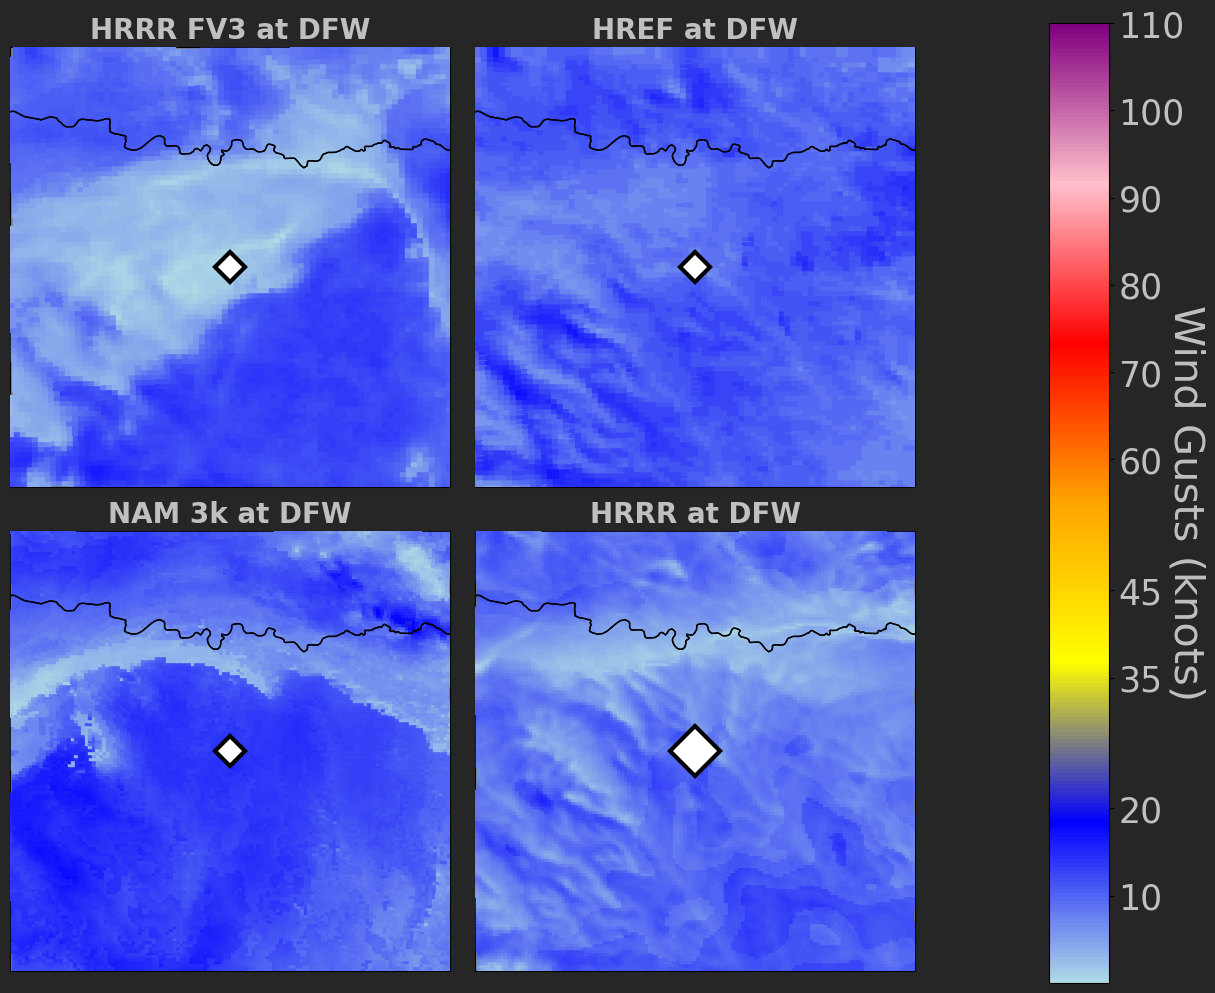 HRRR FV3 at DFW
HREF at DFW
NAM 3k at DFW
HRRR at DFW
110
100
90
80
70
60
45
35
20
10
Wind Gusts (knots)